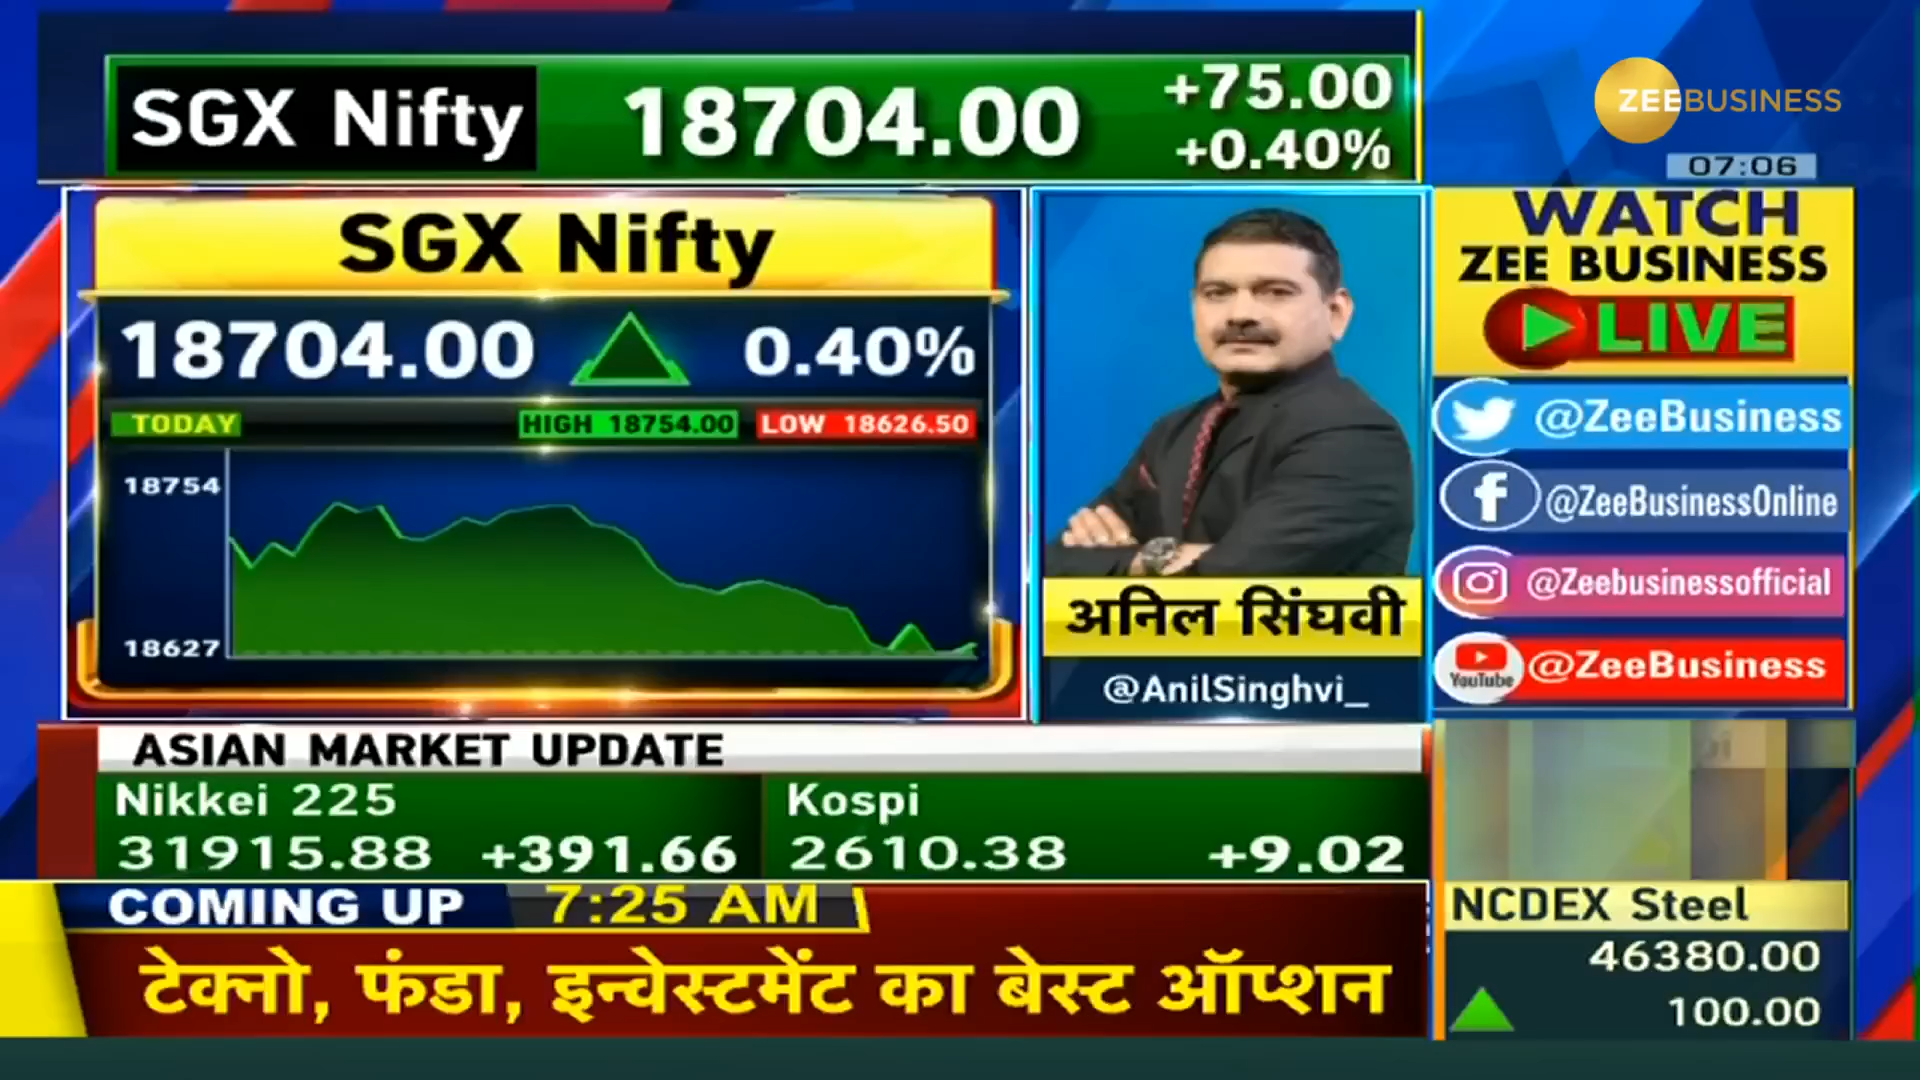 SGX Nifty 18704.00 +75.00
+0.40%
ZEEBUSINESS
07:06
SGX Nifty
18704.00 0.40%
TODAY HIGH 18754.00 LOW 18626.50
18754
18627
अनिल सिंघवी
@AnilSinghvi_
WATCH
ZEE BUSINESS
LIVE
@ZeeBusiness
@ZeeBusinessOnline
@Zeebusinessofficial
YouTube @ZeeBusiness
ASIAN MARKET UPDATE
Nikkei 225
31915.88 +391.66
Kospi
2610.38 +9.02
COMING UP 7:25 AM
टेक्नो, फंडा, इन्वेस्टमेंट का बेस्ट ऑप्शन
NCDEX Steel
46380.00
100.00